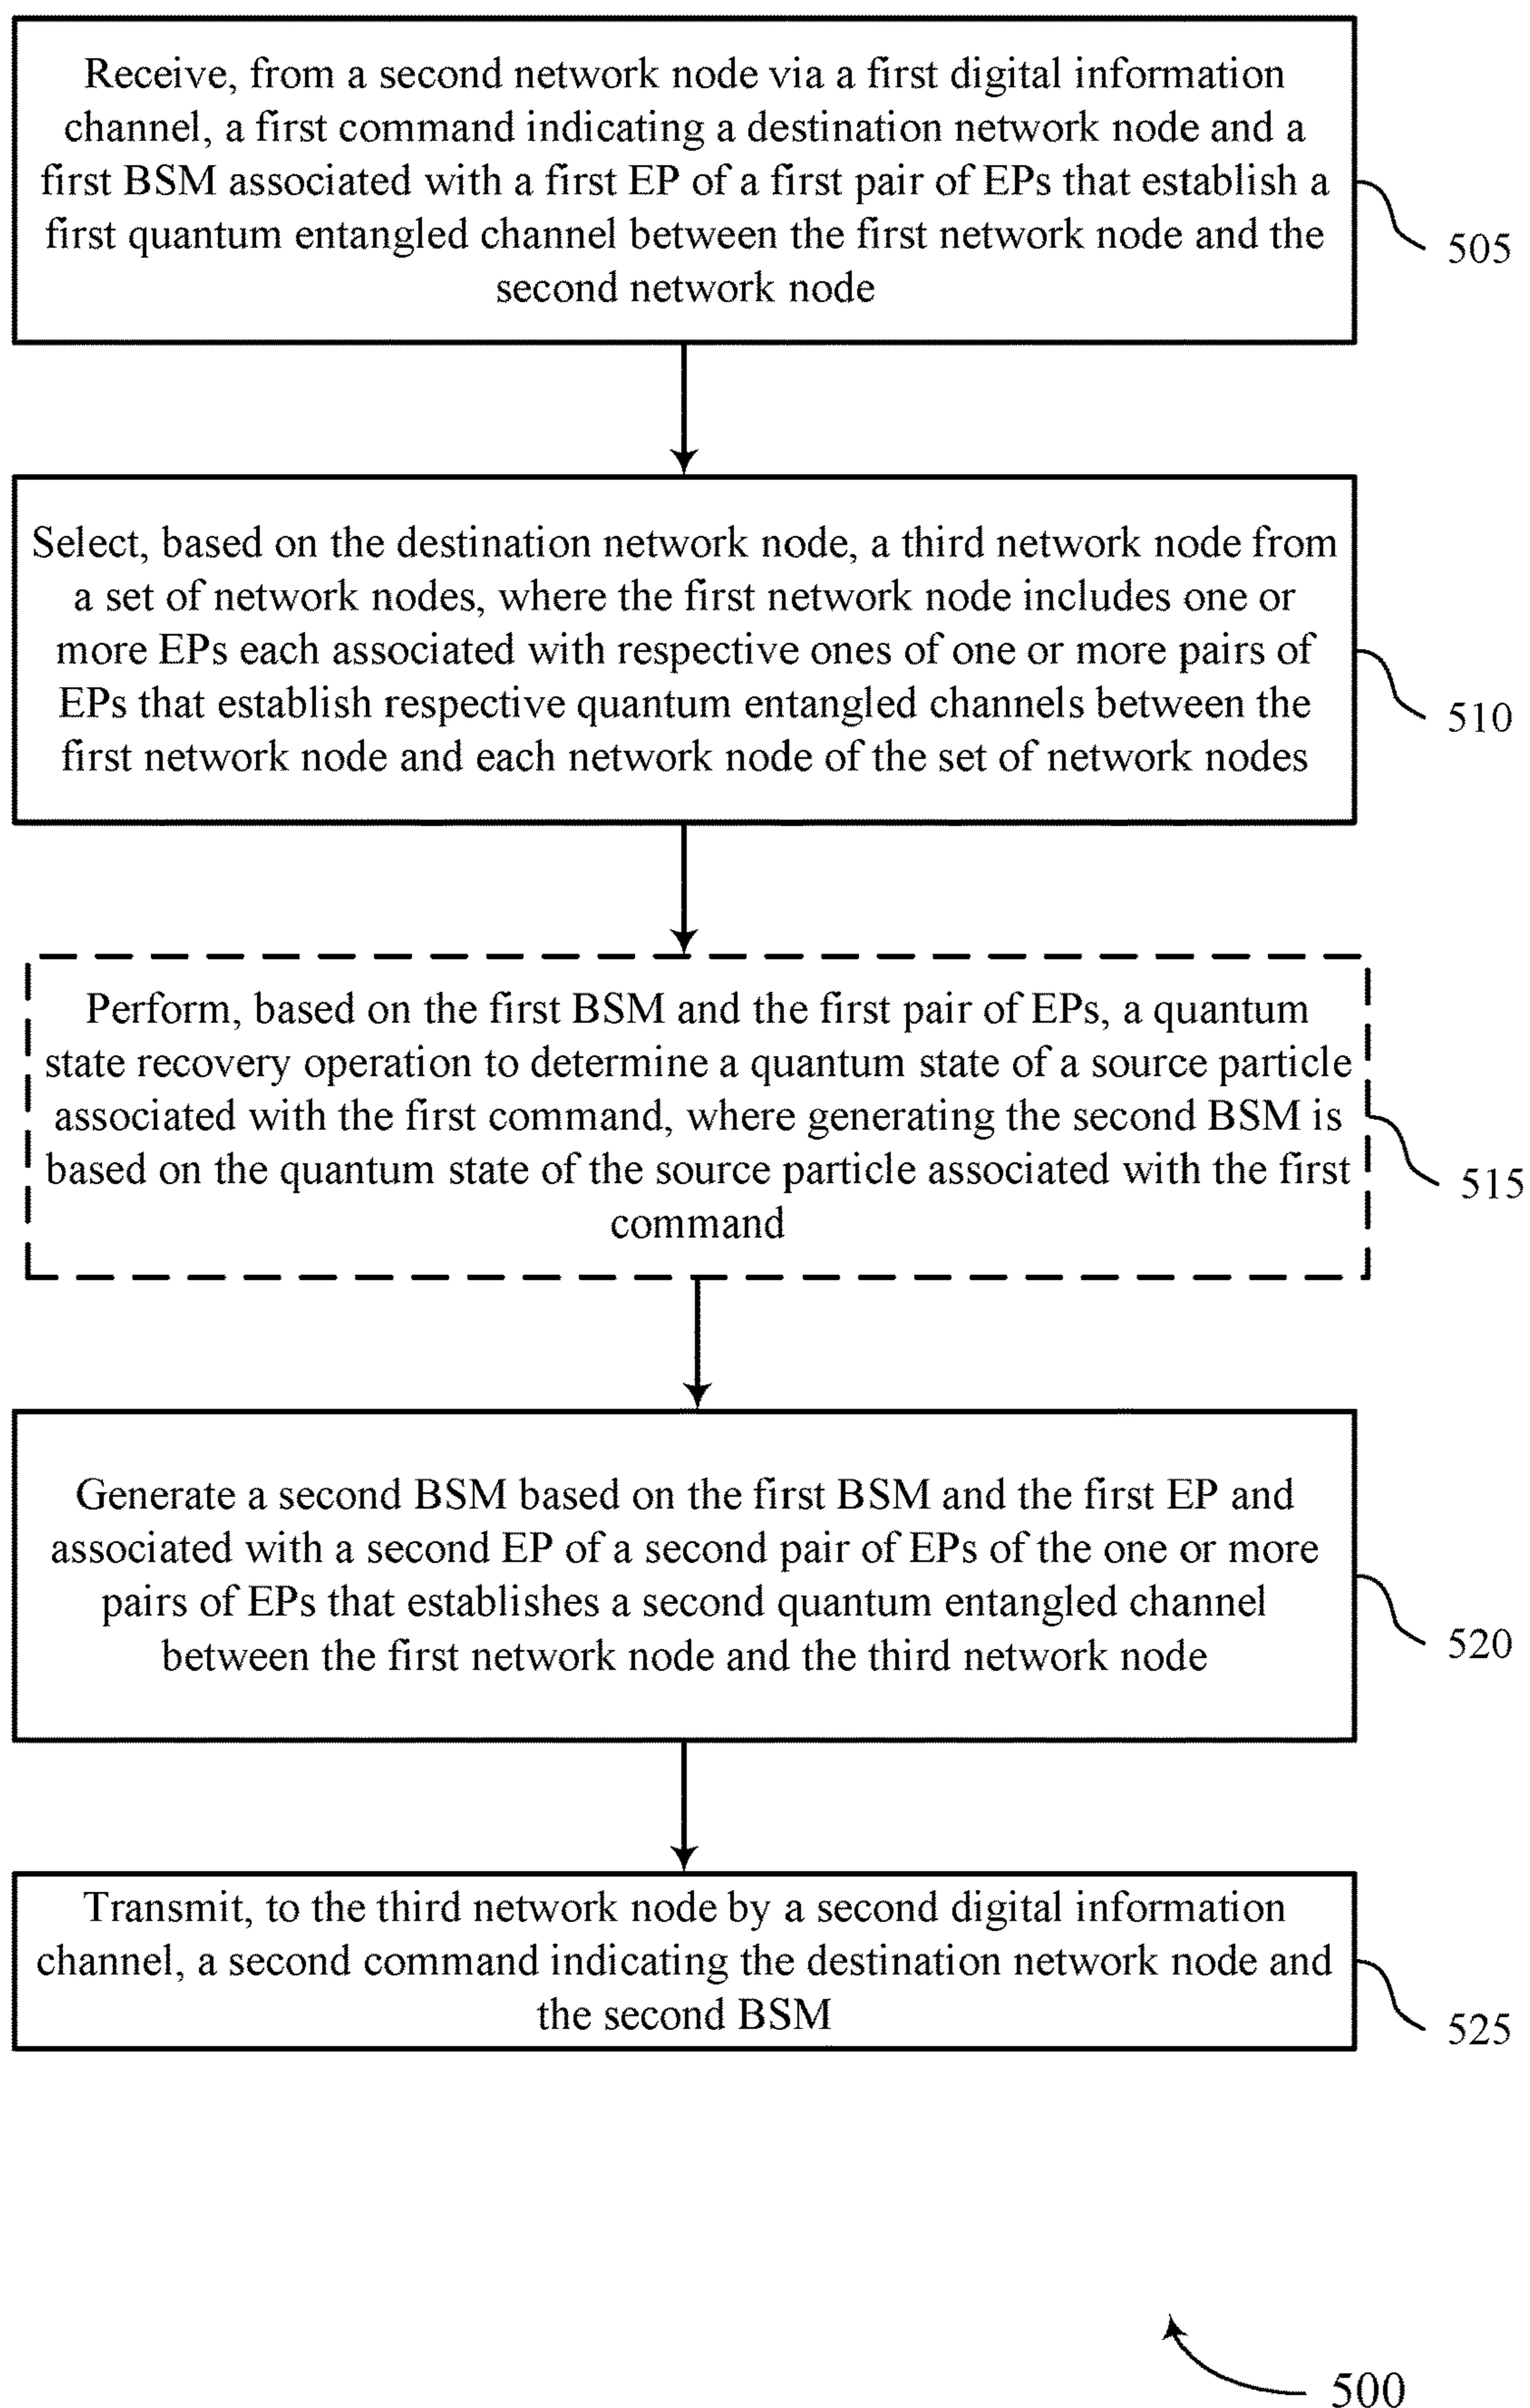 Receive, from a second network node via a first digital information
channel, a first command indicating a destination network node and a
first BSM associated with a first EP of a first pair of EPs that establish a
first quantum entangled channel between the first network node and the
second network node
505
Select, based on the destination network node, a third network node from
a set of network nodes, where the first network node includes one or
more EPs each associated with respective ones of one or more pairs of
EPs that establish respective quantum entangled channels between the
first network node and each network node of the set of network nodes
510
Perform, based on the first BSM and the first pair of EPs, a quantum
state recovery operation to determine a quantum state of a source particle
associated with the first command, where generating the second BSM is
based on the quantum state of the source particle associated with the first
command
515
Generate a second BSM based on the first BSM and the first EP and
associated with a second EP of a second pair of EPs of the one or more
pairs of EPs that establishes a second quantum entangled channel
between the first network node and the third network node
520
Transmit, to the third network node by a second digital information
channel, a second command indicating the destination network node and
the second BSM
525
500